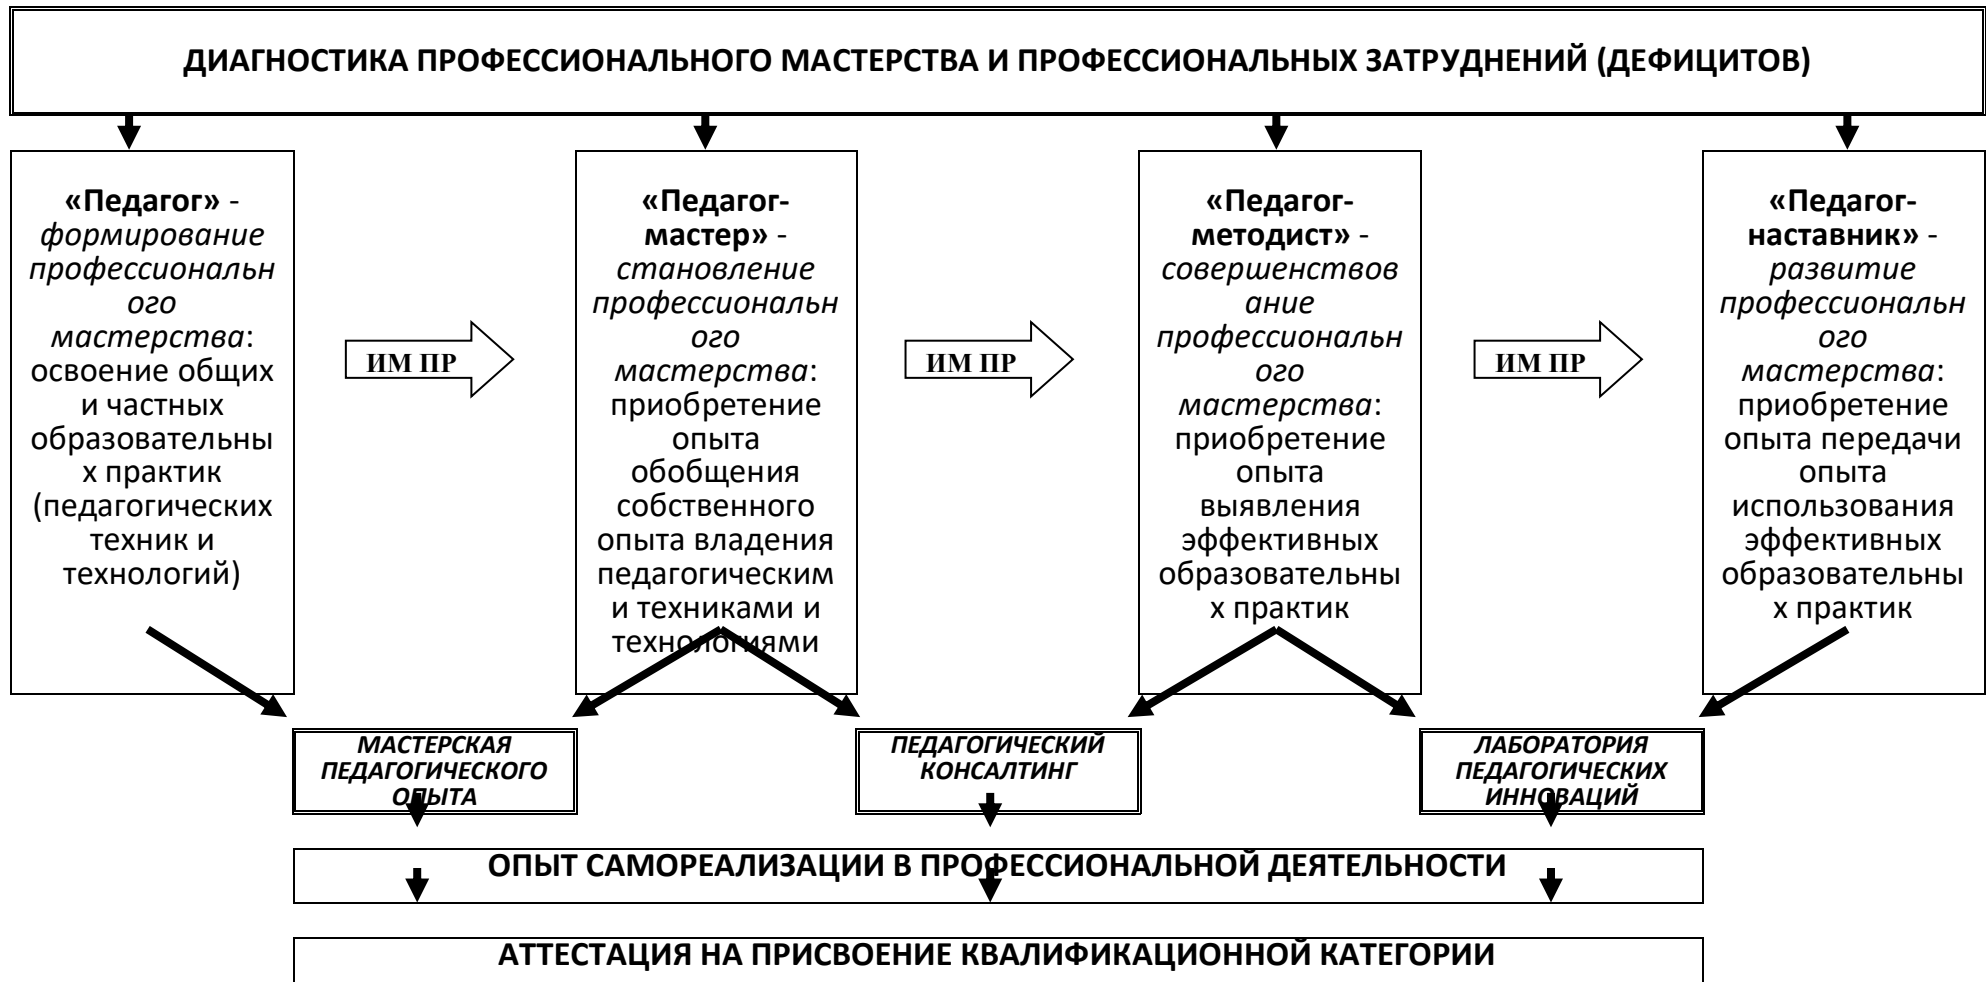 ДИАГНОСТИКА ПРОФЕССИОНАЛЬНОГО МАСТЕРСТВА И ПРОФЕССИОНАЛЬНЫХ ЗАТРУДНЕНИЙ (ДЕФИЦИТОВ)
«Педагог» -
формирование
профессиональн
ого
мастерства:
освоение общих
и частных
образовательны
х практик
(педагогических
техник и
технологий)
ИМ ПР
«Педагог-
мастер» -
становление
профессиональн
ого
мастерства:
приобретение
опыта
обобщения
собственного
опыта владения
педагогическим
и техниками и
технологиями
ИМ ПР
«Педагог-
методист» -
совершенствов
ание
профессиональн
ого
мастерства:
приобретение
опыта
выявления
эффективных
образовательны
х практик
ИМ ПР
«Педагог-
наставник» -
развитие
профессиональн
ого
мастерства:
приобретение
опыта передачи
опыта
использования
эффективных
образовательны
х практик
МАСТЕРСКАЯ
ПЕДАГОГИЧЕСКОГО
ОПЫТА
ПЕДАГОГИЧЕСКИЙ
КОНСАЛТИНГ
ЛАБОРАТОРИЯ
ПЕДАГОГИЧЕСКИХ
ИННОВАЦИЙ
ОПЫТ САМОРЕАЛИЗАЦИИ В ПРОФЕССИОНАЛЬНОЙ ДЕЯТЕЛЬНОСТИ
АТТЕСТАЦИЯ НА ПРИСВОЕНИЕ КВАЛИФИКАЦИОННОЙ КАТЕГОРИИ